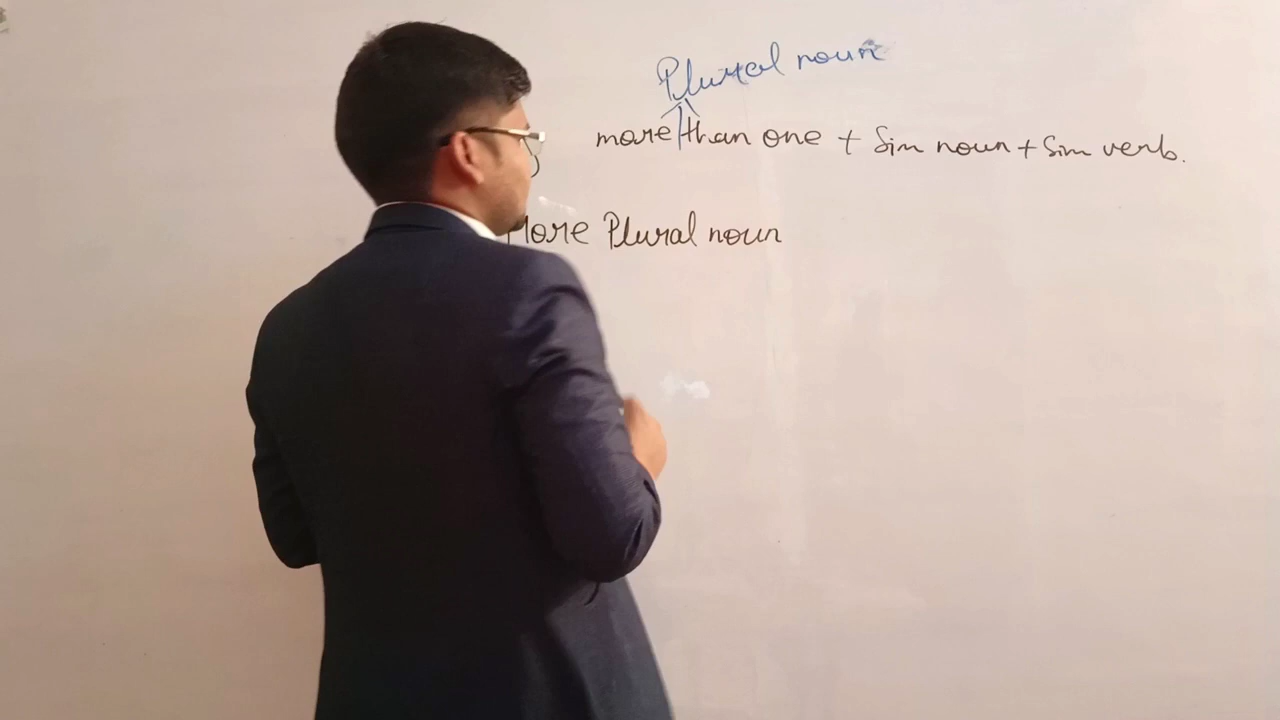 Plural noun
more than one + Sin noun + Sin verb.
More Plural noun